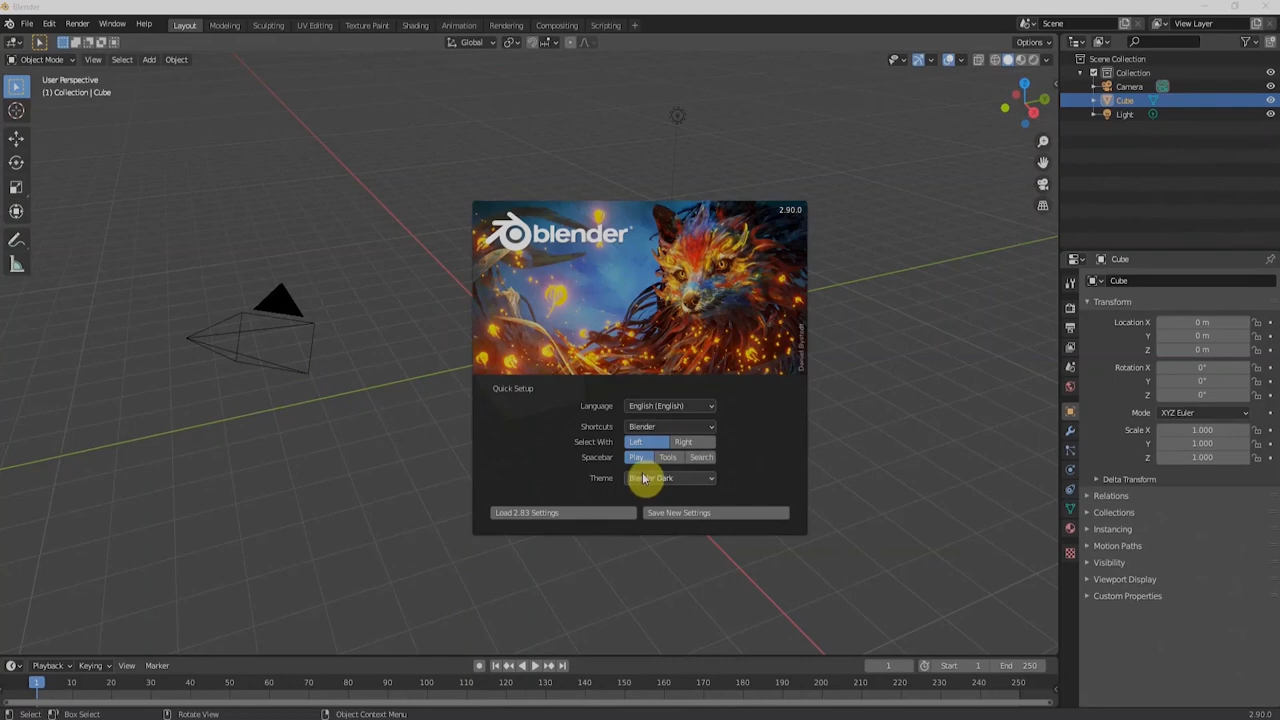 Blender
File Edit Render Window Help
Layout Modeling Sculpting UV Editing Texture Paint Shading Animation Rendering Compositing Scripting +
Scene
View Layer
Global
Options
Object Mode View Select Add Object
User Perspective
(1) Collection | Cube
Scene Collection
Collection
Camera
Cube
Light
2.90.0
blender
Quick Setup
Language English (English)
Shortcuts Blender
Select With Left Right
Spacebar Play Tools Search
Theme Blender Dark
Load 2.83 Settings Save New Settings
Cube
Cube
Transform
Location X 0 m
Y 0 m
Z 0 m
Rotation X 0°
Y 0°
Z 0°
Mode XYZ Euler
Scale X 1.000
Y 1.000
Z 1.000
Delta Transform
Relations
Collections
Instancing
Motion Paths
Visibility
Viewport Display
Custom Properties
Playback Keying View Marker
1 Start 1 End 250
1 10 20 30 40 50 60 70 80 90 100 110 120 130 140 150 160 170 180 190 200 210 220 230 240 250
Select Box Select Rotate View Object Context Menu
2.90.0